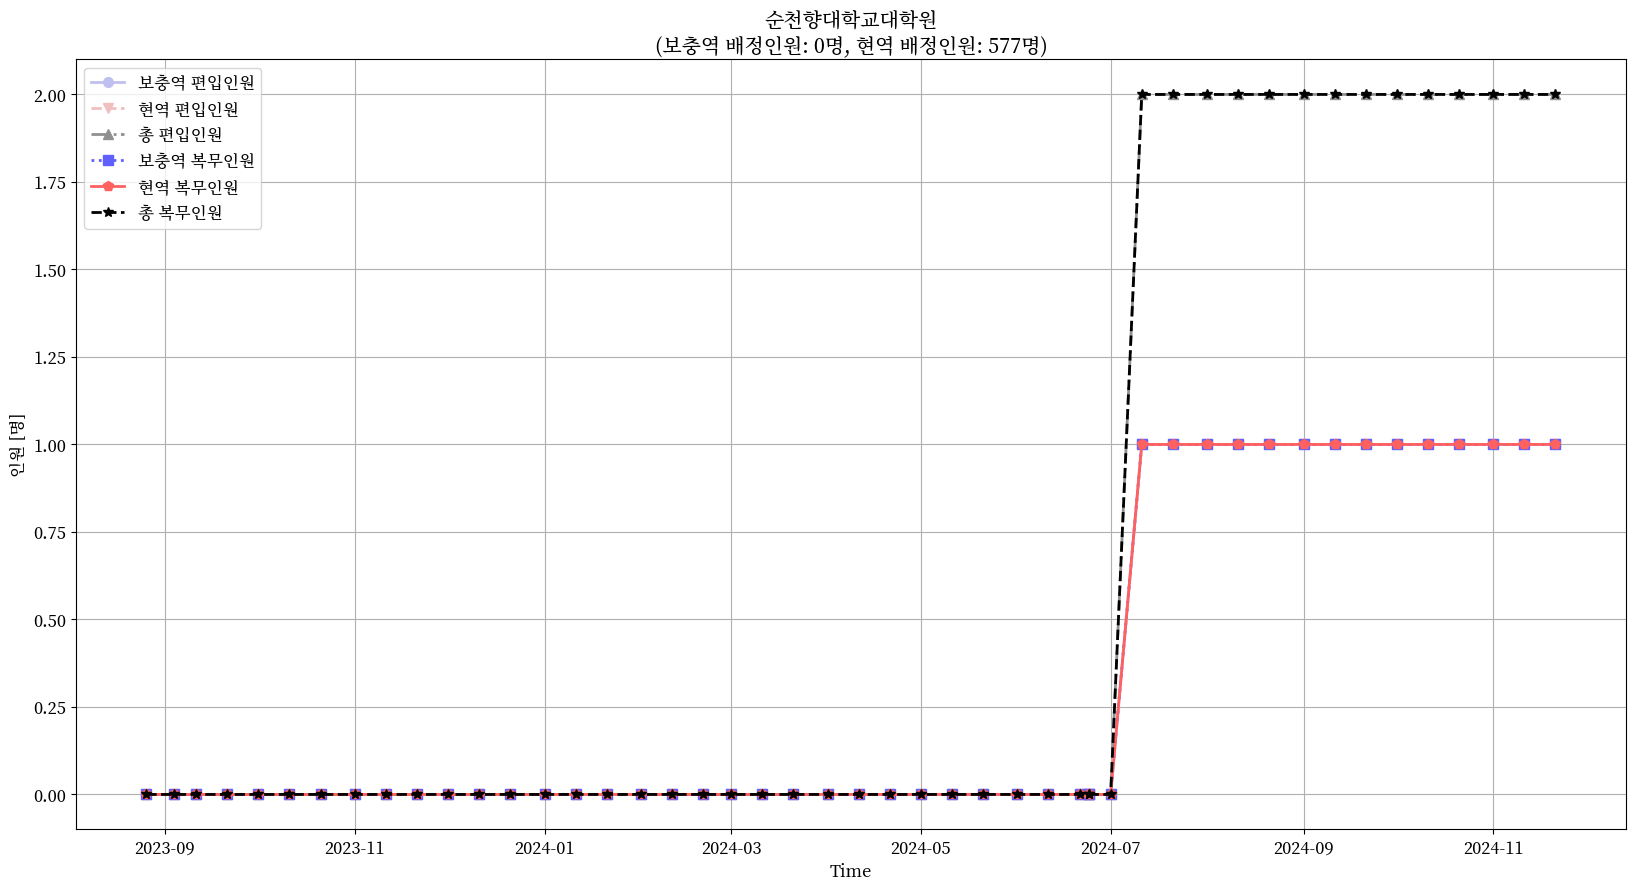 순천향대학교대학원
(보충역 배정인원: 0명, 현역 배정인원: 577명)
보충역 편입인원
현역 편입인원
총 편입인원
보충역 복무인원
현역 복무인원
총 복무인원
인원 [명]
2.00
1.75
1.50
1.25
1.00
0.75
0.50
0.25
0.00
2023-09
2023-11
2024-01
2024-03
2024-05
2024-07
2024-09
2024-11
Time